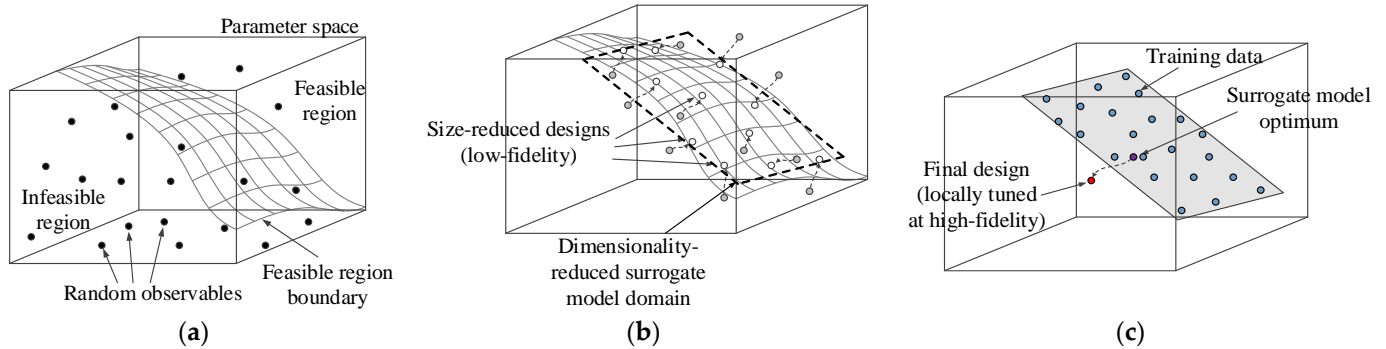 Parameter space
Feasible
region
Infeasible
region
Random observables
Feasible region
boundary
(a)
Size-reduced designs
(low-fidelity)
Dimensionality-
reduced surrogate
model domain
(b)
Training data
Surrogate model
optimum
Final design
(locally tuned
at high-fidelity)
(c)